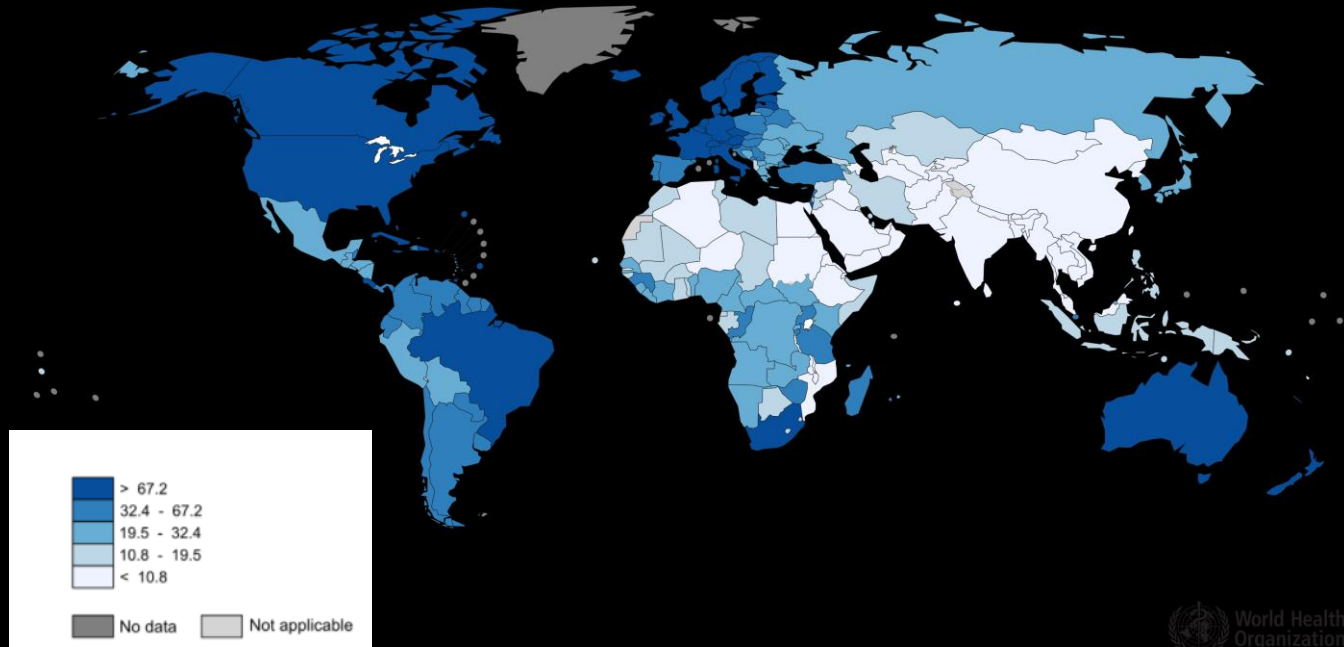 > 67.2
32.4 - 67.2
19.5 - 32.4
10.8 - 19.5
< 10.8
No data
Not applicable
World Health
Organization